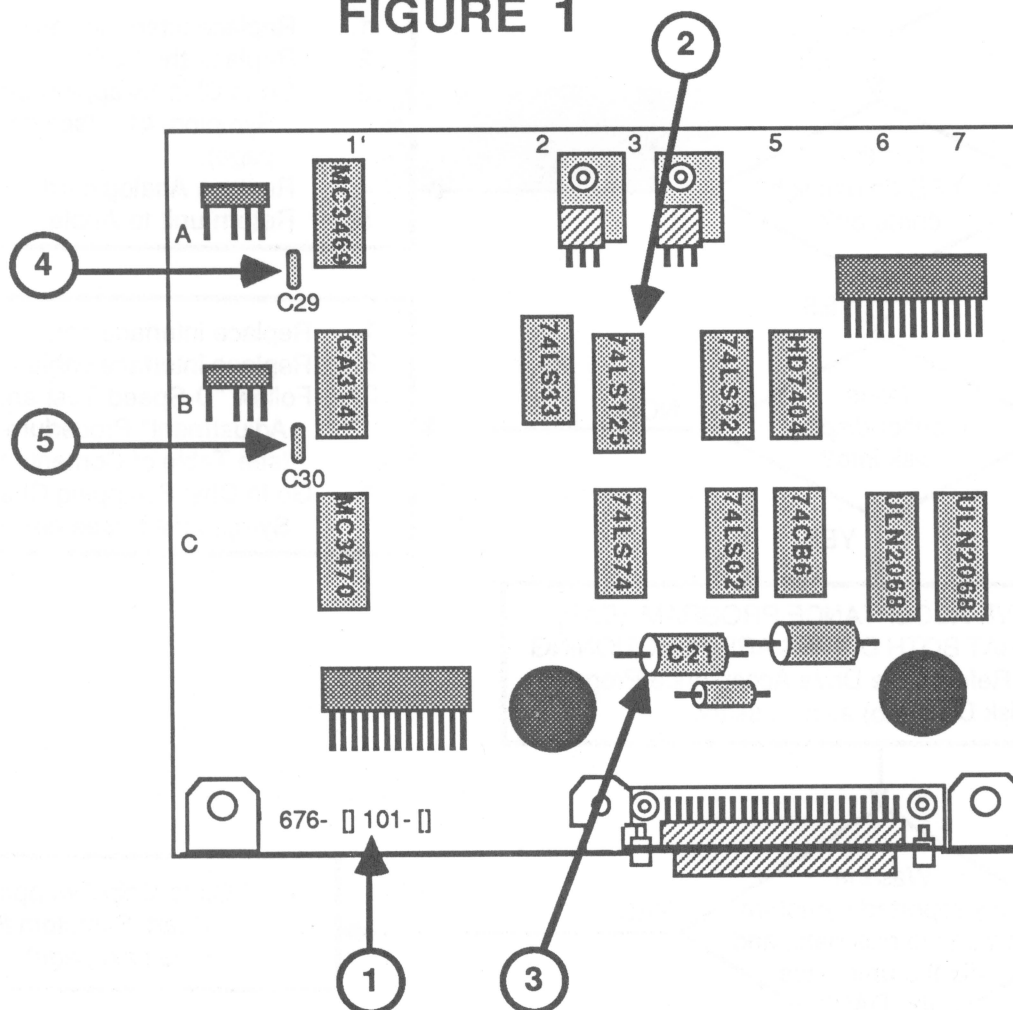 FIGURE 1
2
1' 2 3 5 6 7
MC3469
A
4
C29
74LS33
74LS125
74LS32
HD7404
CA3141
B
5
C30
MC3470
C
74LS74
74LS02
74CB6
ULN2068
ULN2068
C21
676- [] 101- []
1
3